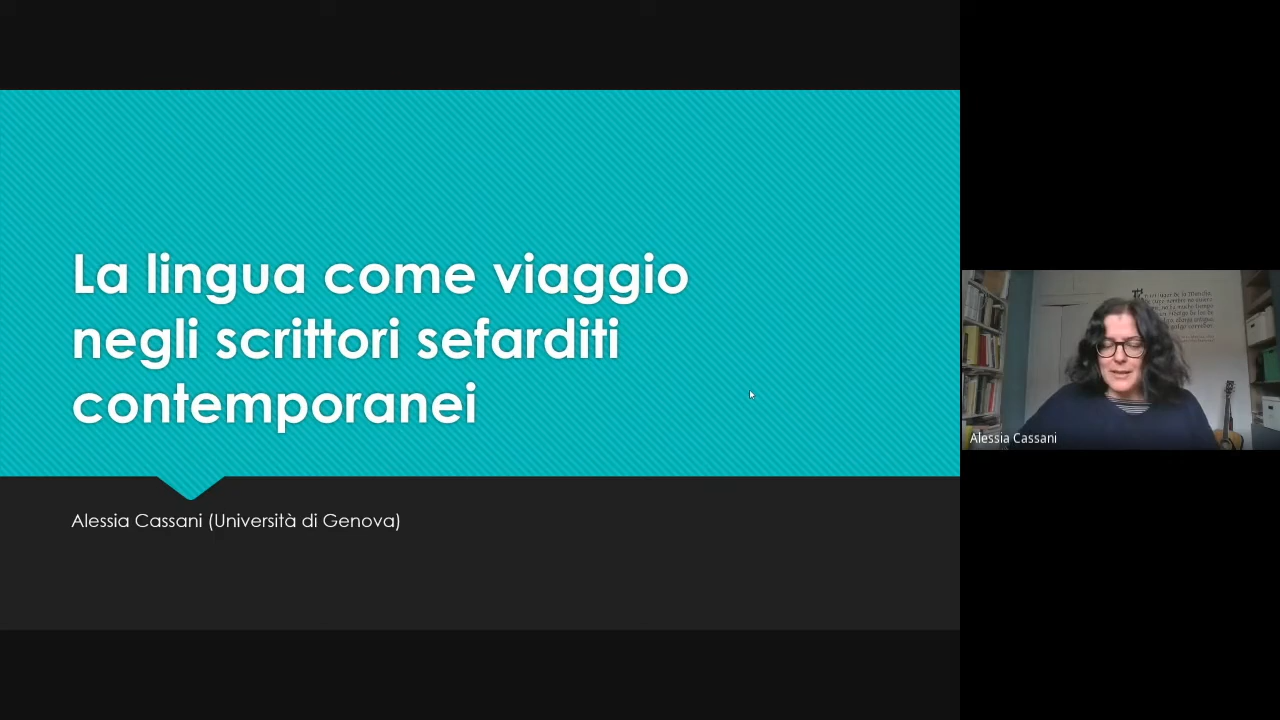 La lingua come viaggio
negli scrittori sefarditi
contemporanei
Alessia Cassani (Università di Genova)
Alessia Cassani